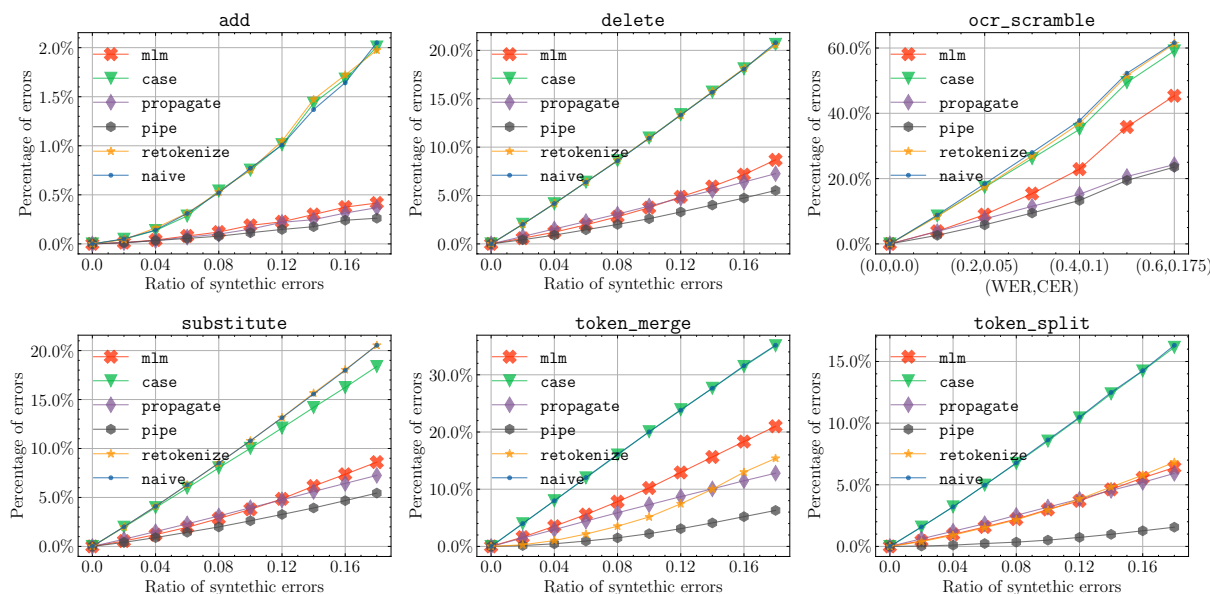 add
Percentage of errors
2.0%
1.5%
1.0%
0.5%
0.0%
mlm
case
propagate
pipe
retokenize
naive
0.0 0.04 0.08 0.12 0.16
Ratio of syntethic errors
delete
Percentage of errors
20.0%
15.0%
10.0%
5.0%
0.0%
mlm
case
propagate
pipe
retokenize
naive
0.0 0.04 0.08 0.12 0.16
Ratio of syntethic errors
ocr_scramble
Percentage of errors
60.0%
40.0%
20.0%
0.0%
mlm
case
propagate
pipe
retokenize
naive
(0.0,0.0) (0.2,0.05) (0.4,0.1) (0.6,0.175)
(WER,CER)
substitute
Percentage of errors
20.0%
15.0%
10.0%
5.0%
0.0%
mlm
case
propagate
pipe
retokenize
naive
0.0 0.04 0.08 0.12 0.16
Ratio of syntethic errors
token_merge
Percentage of errors
30.0%
20.0%
10.0%
0.0%
mlm
case
propagate
pipe
retokenize
naive
0.0 0.04 0.08 0.12 0.16
Ratio of syntethic errors
token_split
Percentage of errors
15.0%
10.0%
5.0%
0.0%
mlm
case
propagate
pipe
retokenize
naive
0.0 0.04 0.08 0.12 0.16
Ratio of syntethic errors